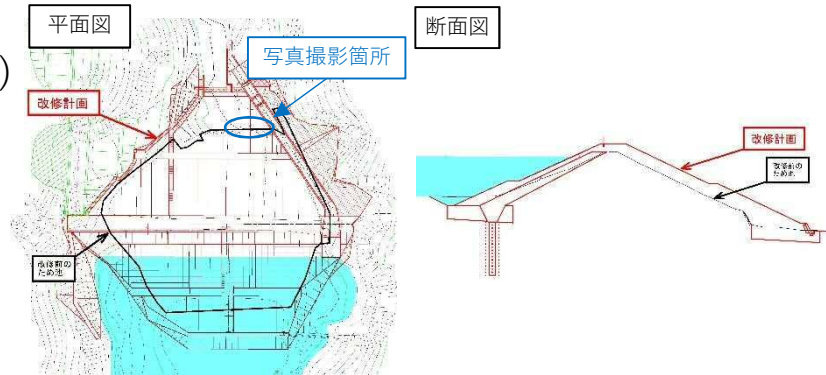 平面図
断面図
写真撮影箇所
)
改修計画
改修計画
改修前の
ため池
改修前の
ため池